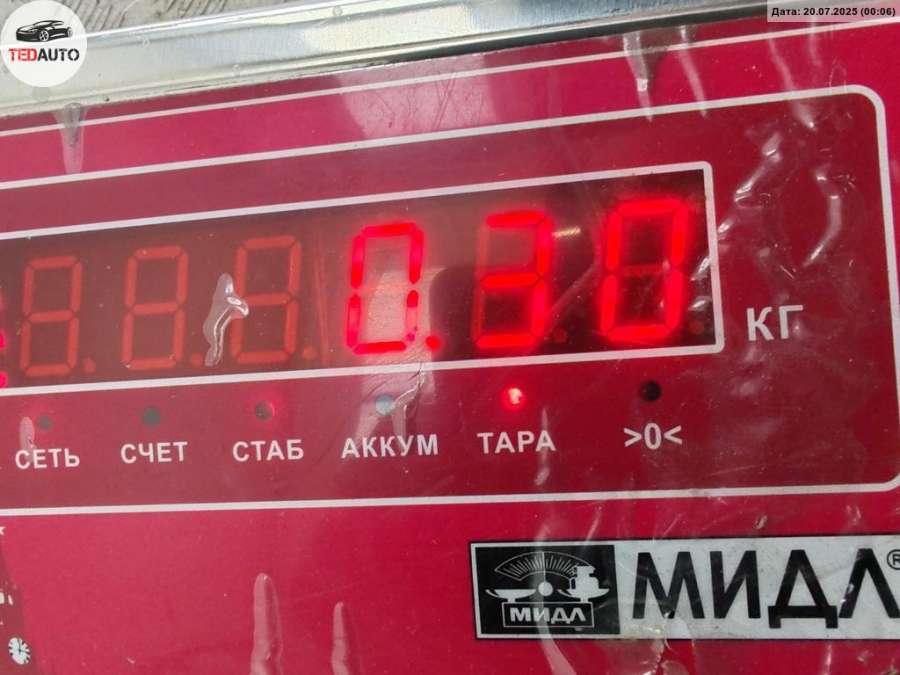 TEDAUTO
Дата: 20.07.2025 (00:06)
0.30
КГ
СЕТЬ СЧЕТ СТАБ АККУМ ТАРА >0<
МИДЛ МИДЛ®